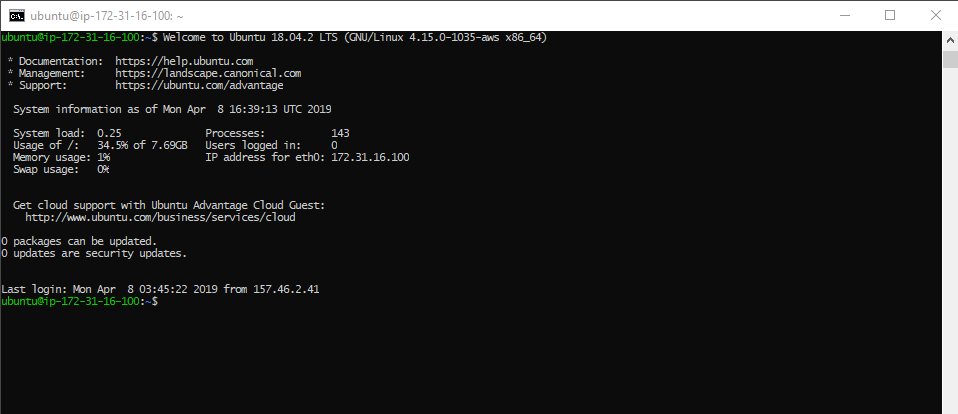 ubuntu@ip-172-31-16-100: ~
ubuntu@ip-172-31-16-100:~$ Welcome to Ubuntu 18.04.2 LTS (GNU/Linux 4.15.0-1035-aws x86_64)
* Documentation:  https://help.ubuntu.com
* Management:     https://landscape.canonical.com
* Support:        https://ubuntu.com/advantage
System information as of Mon Apr  8 16:39:13 UTC 2019
System load:  0.25              Processes:           143
Usage of /:   34.5% of 7.69GB   Users logged in:     0
Memory usage: 1%                IP address for eth0: 172.31.16.100
Swap usage:   0%
Get cloud support with Ubuntu Advantage Cloud Guest:
http://www.ubuntu.com/business/services/cloud
0 packages can be updated.
0 updates are security updates.
Last login: Mon Apr  8 03:45:22 2019 from 157.46.2.41
ubuntu@ip-172-31-16-100:~$